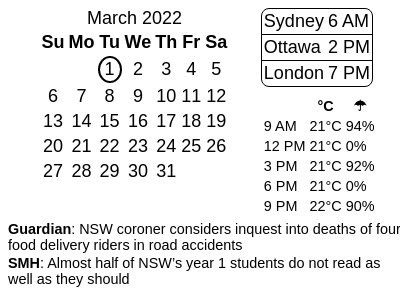 March 2022
Su Mo Tu We Th Fr Sa
1 2 3 4 5
6 7 8 9 10 11 12
13 14 15 16 17 18 19
20 21 22 23 24 25 26
27 28 29 30 31
Sydney 6 AM
Ottawa 2 PM
London 7 PM
°C ☂
9 AM 21°C 94%
12 PM 21°C 0%
3 PM 21°C 92%
6 PM 21°C 0%
9 PM 22°C 90%
Guardian: NSW coroner considers inquest into deaths of four
food delivery riders in road accidents
SMH: Almost half of NSW’s year 1 students do not read as
well as they should